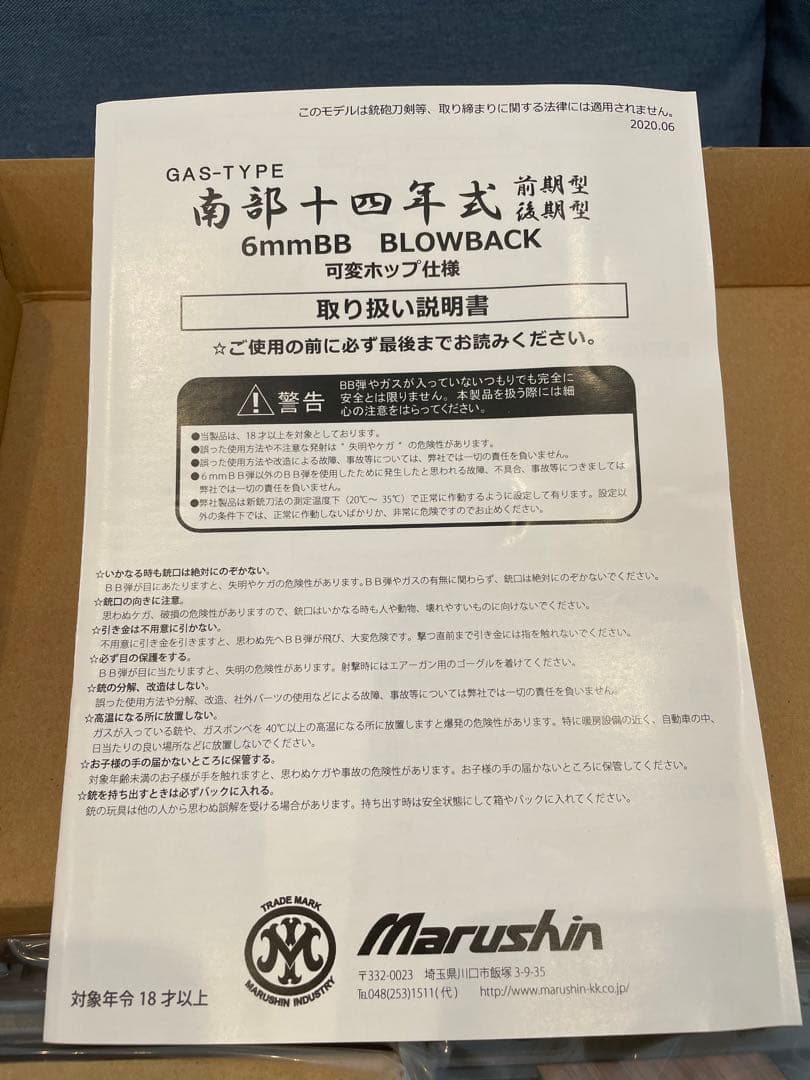 このモデルは銃砲刀剣等、取り締まりに関する法律には適用されません。
2020.06
GAS-TYPE
南部十四年式 前期型
後期型
6mmBB BLOWBACK
可変ホップ仕様
取り扱い説明書
☆ご使用の前に必ず最後までお読みください。
警告
BB弾やガスが入っていないつもりでも完全に
安全とは限りません。本製品を扱う際には細
心の注意をはらってください。
●当製品は、18才以上を対象としております。
●誤った使用方法や不注意な発射は "失明やケガ" の危険性があります。
●誤った使用方法や改造による故障、事故等については、弊社では一切の責任を負いません。
●6mmBB弾以外のBB弾を使用したために発生したと思われる故障、不具合、事故等につきましては
弊社では一切の責任を負いません。
●弊社製品は新銃刀法の測定温度下（20℃～ 35℃）で正常に作動するように設定して有ります。設定以
外の条件下では、正常に作動しないばかりか、非常に危険ですのでお止めください。
☆いかなる時も銃口は絶対にのぞかない。
BB弾が目にあたりますと、失明やケガの危険性があります。BB弾やガスの有無に関わらず、銃口は絶対にのぞかないでください。
☆銃口の向きに注意。
思わぬケガ、破損の危険性がありますので、銃口はいかなる時も人や動物、壊れやすいものに向けないでください。
☆引き金は不用意に引かない。
不用意に引き金を引きますと、思わぬ先へBB弾が飛び、大変危険です。撃つ直前まで引き金には指を触れないでください。
☆必ず目の保護をする。
BB弾が目に当たりますと、失明の危険性があります。射撃時にはエアーガン用のゴーグルを着けてください。
☆銃の分解、改造はしない。
誤った使用方法や分解、改造、社外パーツの使用などによる故障、事故等については弊社では一切の責任を負いません。
☆高温になる所に放置しない。
ガスが入っている銃や、ガスボンベを 40℃以上の高温になる所に放置しますと爆発の危険性があります。特に暖房設備の近く、自動車の中、
日当たりの良い場所などに放置しないでください。
☆お子様の手の届かないところに保管する。
対象年齢未満のお子様が手を触れますと、思わぬケガや事故の危険性があります。お子様の手の届かないところに保管してください。
☆銃を持ち出すときは必ずバックに入れる。
銃の玩具は他の人から思わぬ誤解を受ける場合があります。持ち出す時は安全状態にして箱やバックに入れてください。
TRADE MARK
MARUSHIN INDUSTRY
Marushin
〒332-0023 埼玉県川口市飯塚 3-9-35
℡048(253)1511(代) http://www.marushin-kk.co.jp/
対象年令 18 才以上